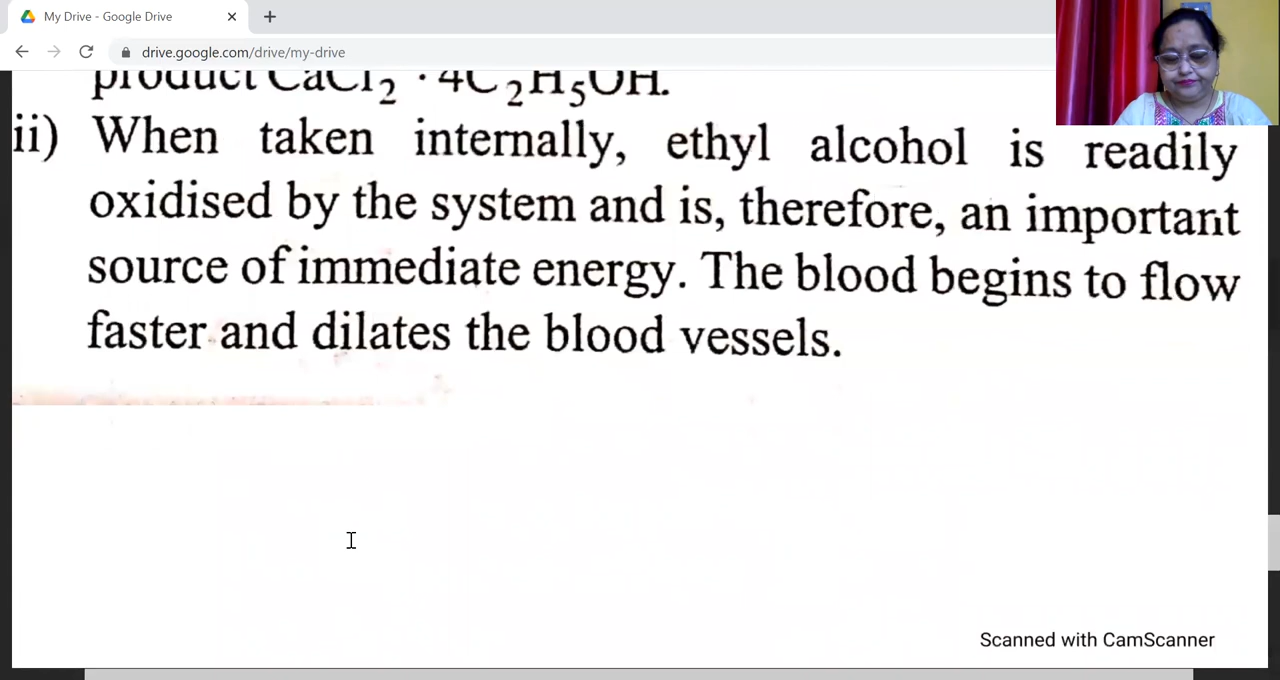 My Drive - Google Drive
drive.google.com/drive/my-drive
product CaCl2 · 4C2H5OH.
ii) When taken internally, ethyl alcohol is readily
oxidised by the system and is, therefore, an important
source of immediate energy. The blood begins to flow
faster and dilates the blood vessels.
Scanned with CamScanner